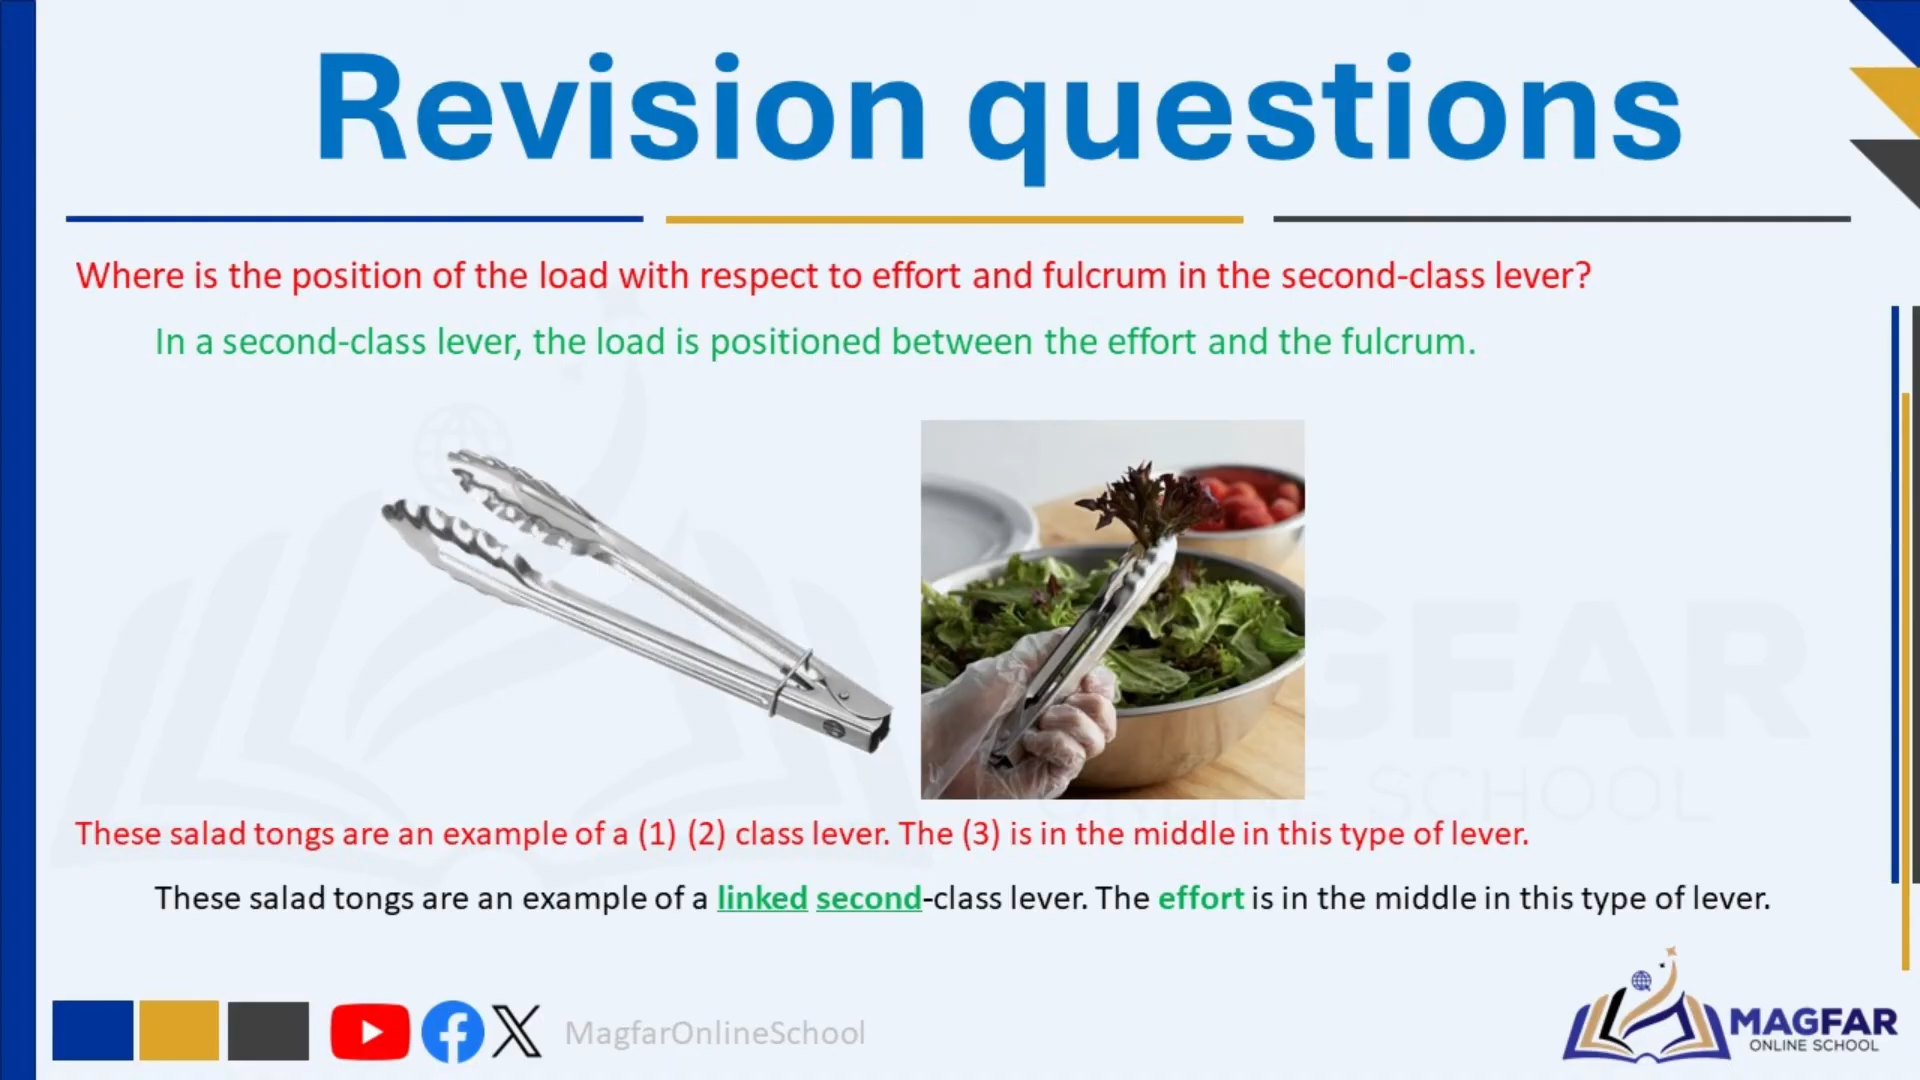 Revision questions
Where is the position of the load with respect to effort and fulcrum in the second-class lever?
In a second-class lever, the load is positioned between the effort and the fulcrum.
GFAR
ONLINE SCHOOL
These salad tongs are an example of a (1) (2) class lever. The (3) is in the middle in this type of lever.
These salad tongs are an example of a linked second-class lever. The effort is in the middle in this type of lever.
MagfarOnlineSchool
MAGFAR
ONLINE SCHOOL